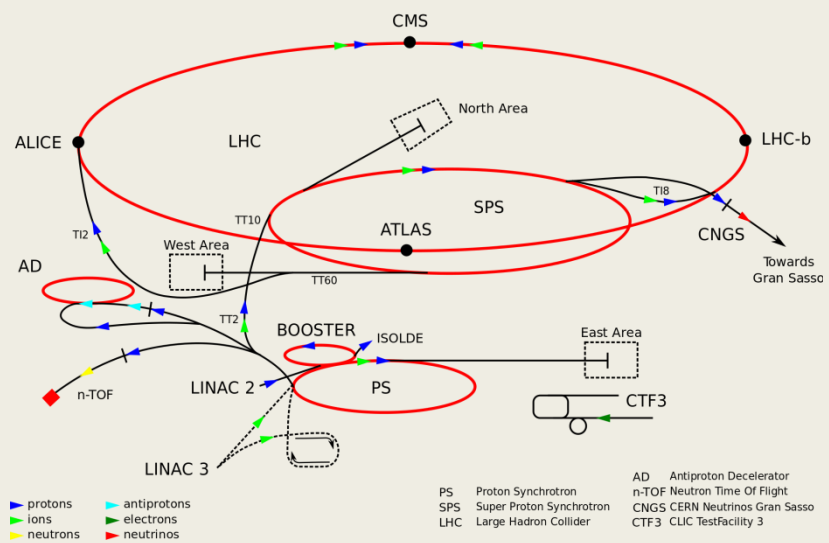 CMS
North Area
ALICE
LHC
LHC-b
SPS
TI8
TT10
ATLAS
CNGS
TI2
West Area
Towards
Gran Sasso
AD
TT60
TT2
BOOSTER
ISOLDE
East Area
LINAC 2
PS
n-TOF
CTF3
LINAC 3
protons
ions
neutrons
antiprotons
electrons
neutrinos
PS Proton Synchrotron
SPS Super Proton Synchrotron
LHC Large Hadron Collider
AD Antiproton Decelerator
n-TOF Neutron Time Of Flight
CNGS CERN Neutrinos Gran Sasso
CTF3 CLIC TestFacility 3